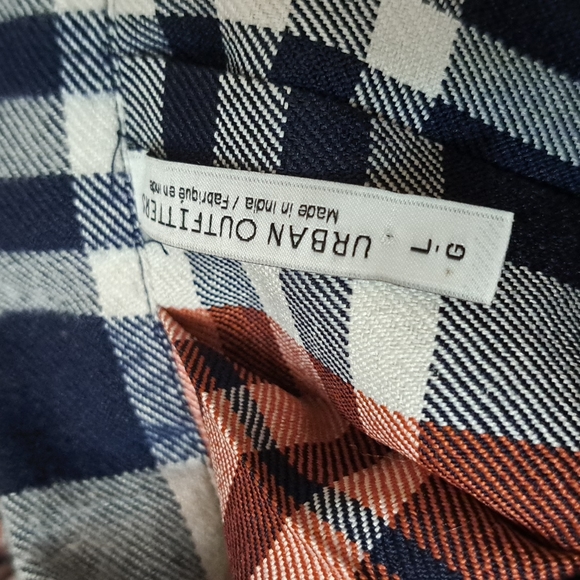 L · G
URBAN OUTFITTERS
Made in India / Fabriqué en Inde